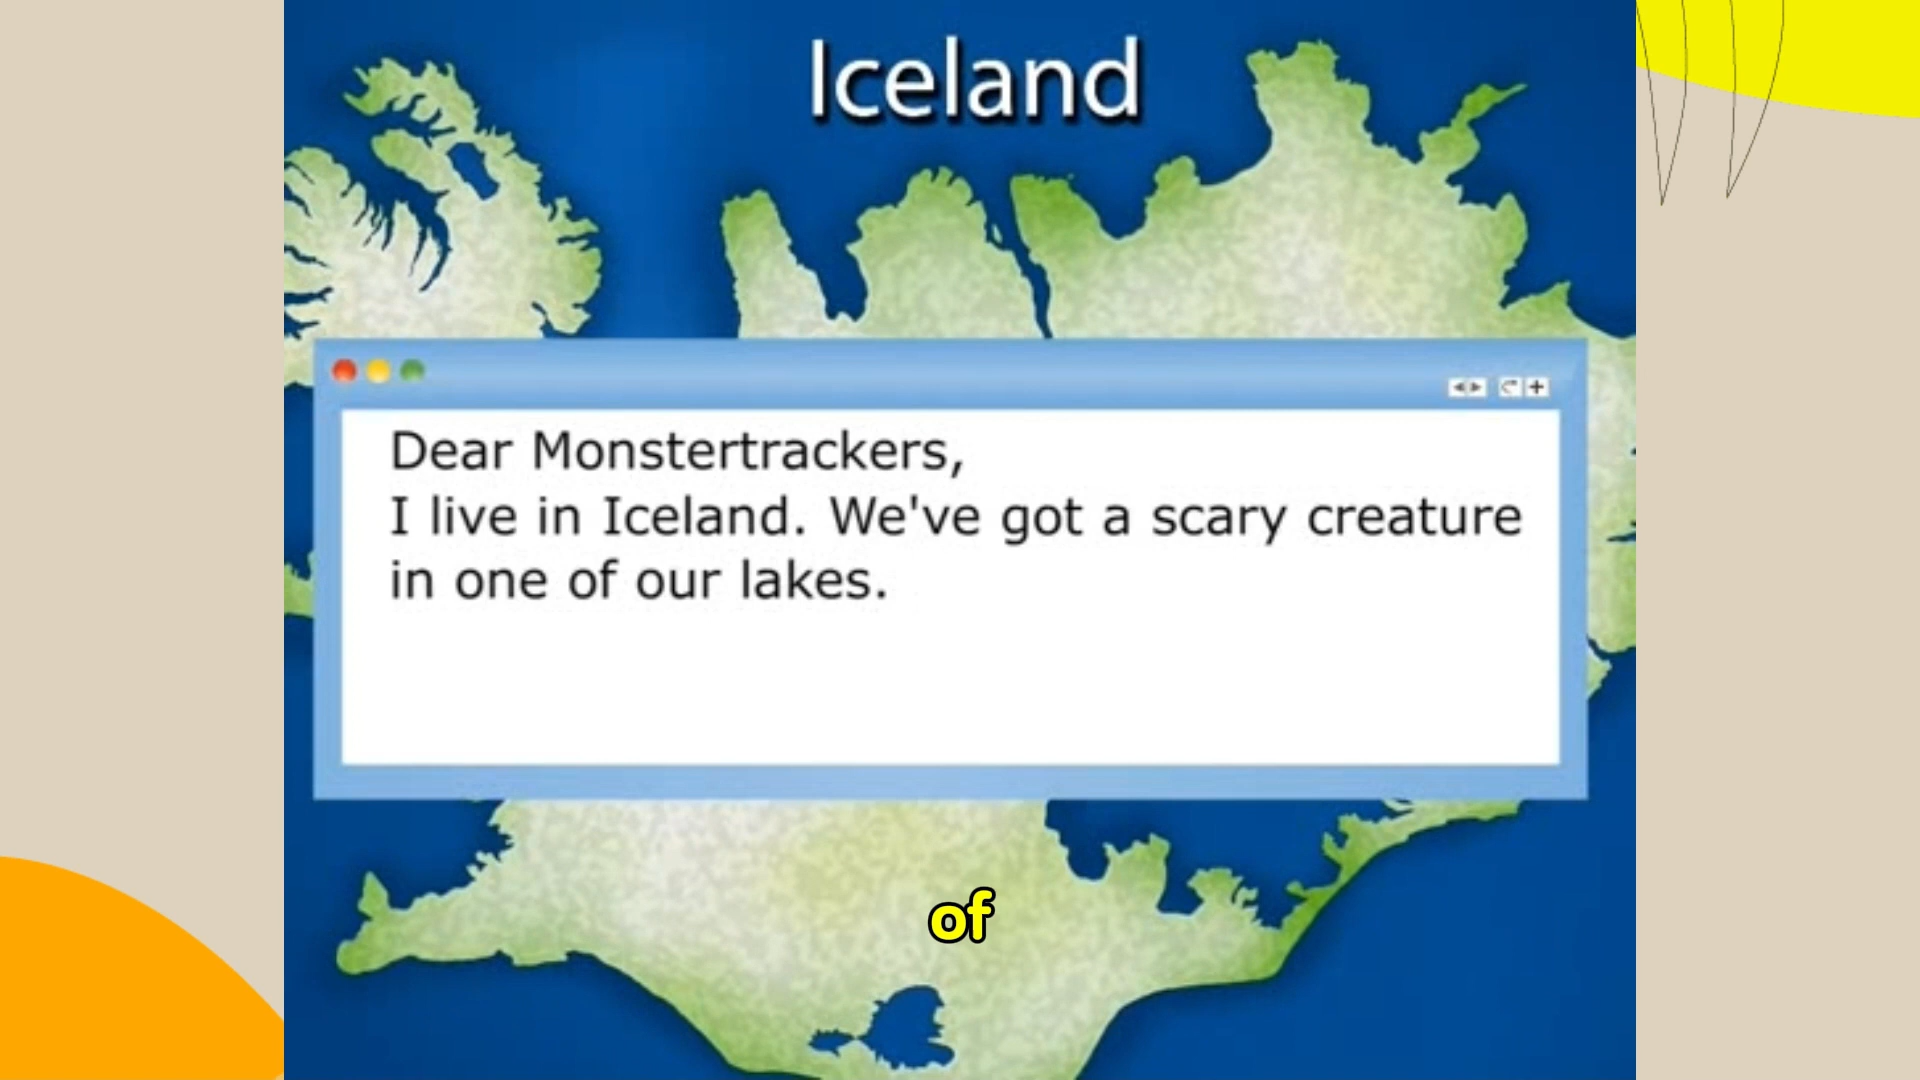 Iceland
Dear Monstertrackers,
I live in Iceland. We've got a scary creature
in one of our lakes.
of